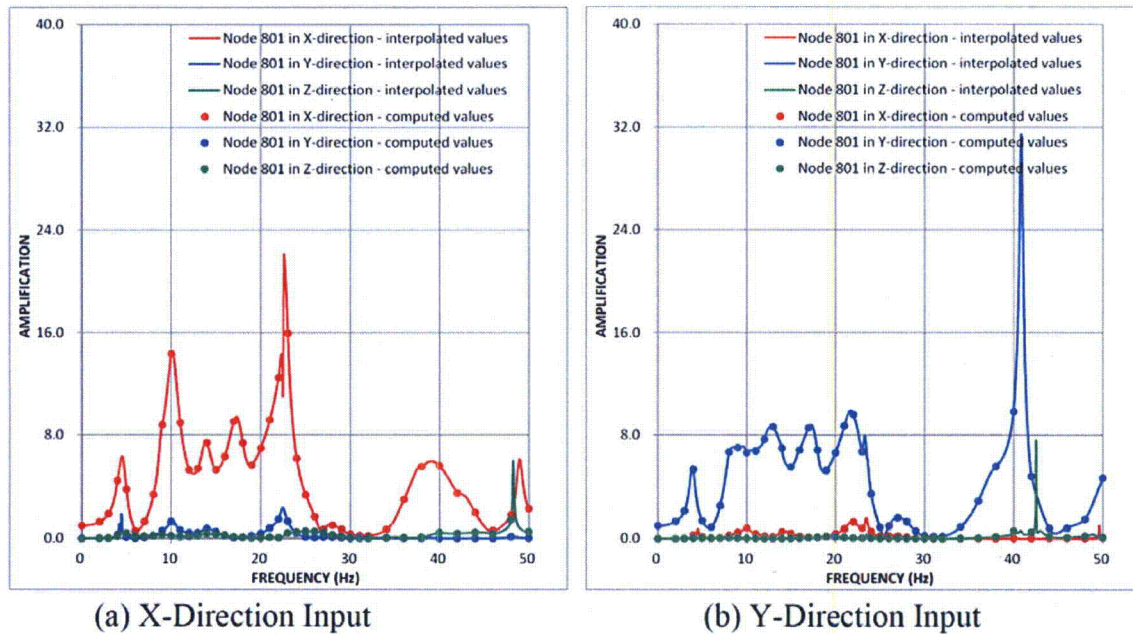 40.0
32.0
24.0
16.0
8.0
0.0
AMPLIFICATION
Node 801 in X-direction - interpolated values
Node 801 in Y-direction - interpolated values
Node 801 in Z-direction - interpolated values
Node 801 in X-direction - computed values
Node 801 in Y-direction - computed values
Node 801 in Z-direction - computed values
0 10 20 30 40 50
FREQUENCY (Hz)
(a) X-Direction Input
40.0
32.0
24.0
16.0
8.0
0.0
AMPLIFICATION
Node 801 in X-direction - interpolated values
Node 801 in Y-direction - interpolated values
Node 801 in Z-direction - interpolated values
Node 801 in X-direction - computed values
Node 801 in Y-direction - computed values
Node 801 in Z-direction - computed values
0 10 20 30 40 50
FREQUENCY (Hz)
(b) Y-Direction Input